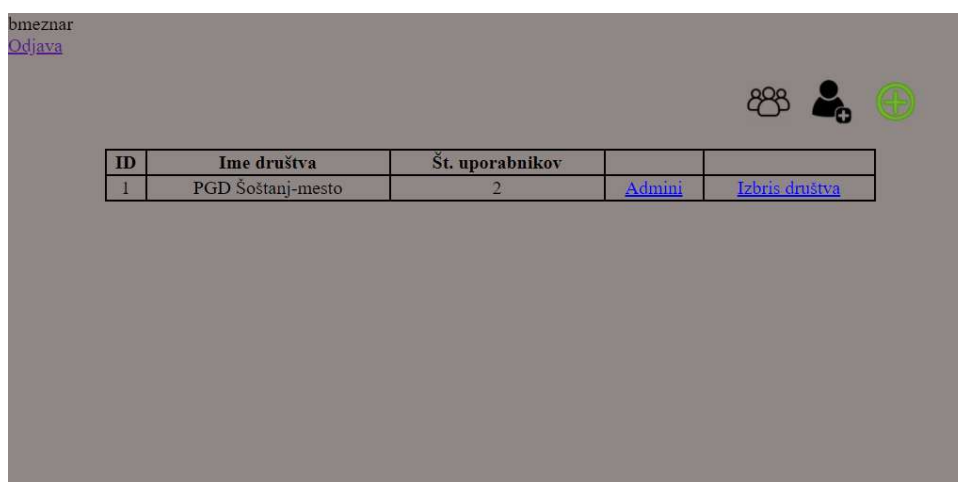 bmeznar
Odjava
ID Ime društva Št. uporabnikov
1 PGD Šoštanj-mesto 2 Admini Izbris društva